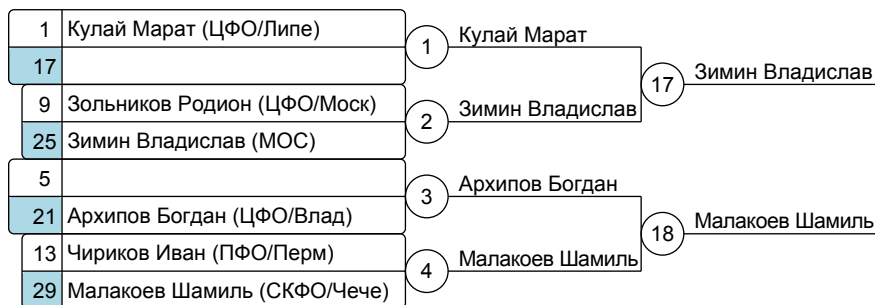 1 Кулай Марат (ЦФО/Липе)
17
9 Зольников Родион (ЦФО/Моск)
25 Зимин Владислав (МОС)
5
21 Архипов Богдан (ЦФО/Влад)
13 Чириков Иван (ПФО/Перм)
29 Малакоев Шамиль (СКФО/Чече)
1 Кулай Марат
2 Зимин Владислав
3 Архипов Богдан
4 Малакоев Шамиль
17 Зимин Владислав
18 Малакоев Шамиль